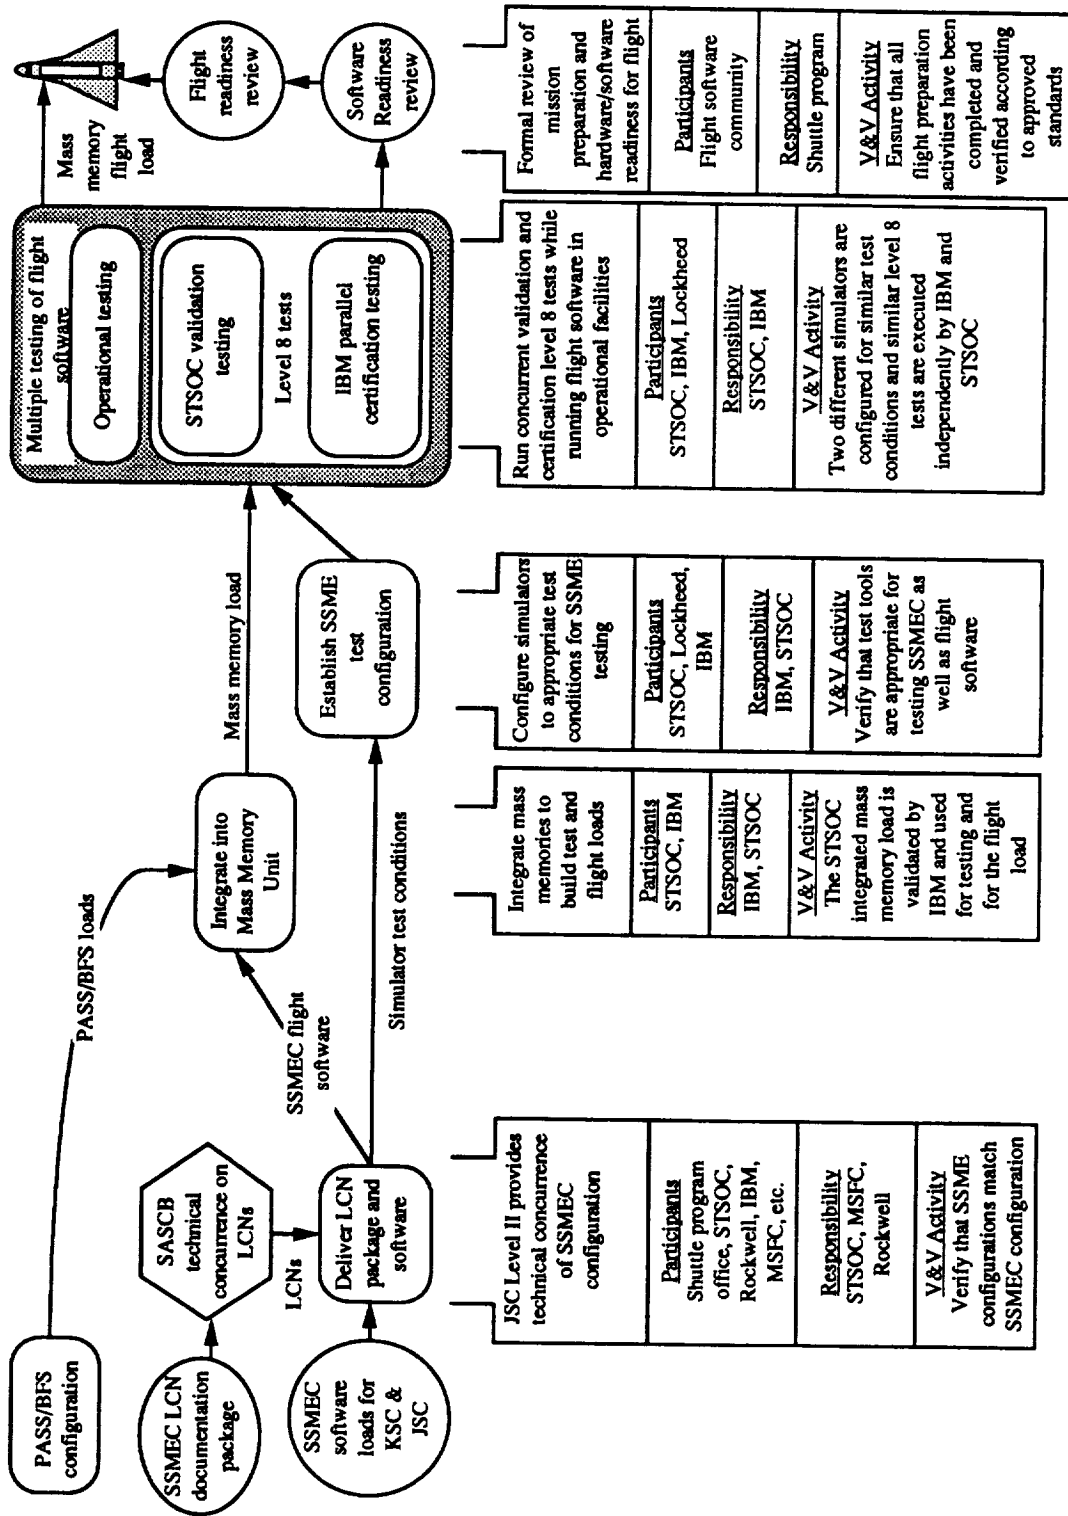 PASS/BFS
configuration
PASS/BFS loads
SSMEC LCN
documentation
package
SASCB
technical
concurrence on
LCNs
LCNs
SSMEC
software
loads for
KSC &
JSC
Deliver LCN
package and
software
SSMEC flight
software
Simulator test conditions
Integrate into
Mass Memory
Unit
Mass memory load
Establish SSME
test
configuration
Multiple testing of flight
software
Operational testing
STSOC validation
testing
Level 8 tests
IBM parallel
certification testing
Mass
memory
flight
load
Flight
readiness
review
Software
Readiness
review
JSC Level II provides
technical concurrence
of SSMEC
configuration
Participants
Shuttle program
office, STSOC,
Rockwell, IBM,
MSFC, etc.
Responsibility
STSOC, MSFC,
Rockwell
V&V Activity
Verify that SSME
configurations match
SSMEC configuration
Integrate mass
memories to
build test and
flight loads
Participants
STSOC, IBM
Responsibility
IBM, STSOC
V&V Activity
The STSOC
integrated mass
memory load is
validated by
IBM and used
for testing and
for the flight
load
Configure simulators
to appropriate test
conditions for SSME
testing
Participants
STSOC, Lockheed,
IBM
Responsibility
IBM, STSOC
V&V Activity
Verify that test tools
are appropriate for
testing SSMEC as
well as flight
software
Run concurrent validation and
certification level 8 tests while
running flight software in
operational facilities
Participants
STSOC, IBM, Lockheed
Responsibility
STSOC, IBM
V&V Activity
Two different simulators are
configured for similar test
conditions and similar level 8
tests are executed
independently by IBM and
STSOC
Formal review of
mission
preparation and
hardware/software
readiness for flight
Participants
Flight software
community
Responsibility
Shuttle program
V&V Activity
Ensure that all
flight preparation
activities have been
completed and
verified according
to approved
standards